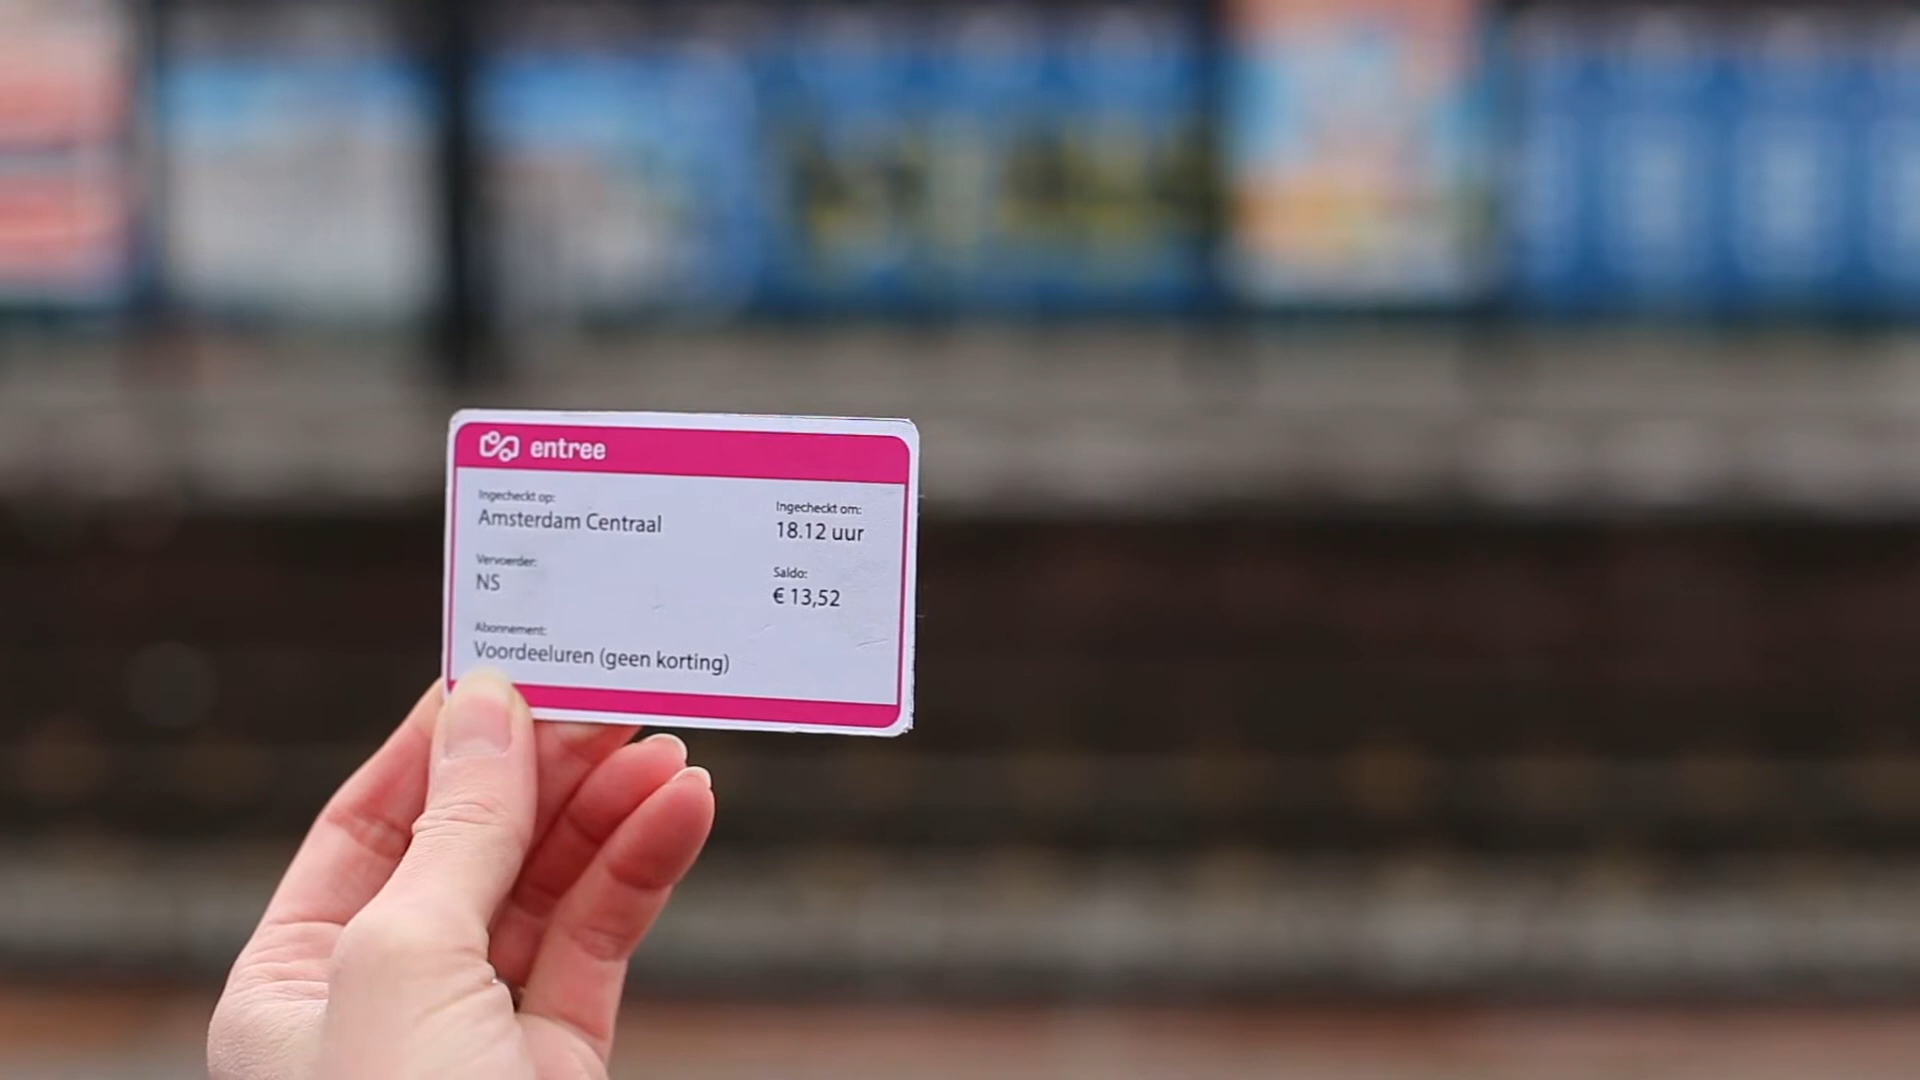 entree
Ingecheckt op:
Amsterdam Centraal
Ingecheckt om:
18.12 uur
Vervoerder:
NS
Saldo:
€ 13,52
Abonnement:
Voordeeluren (geen korting)